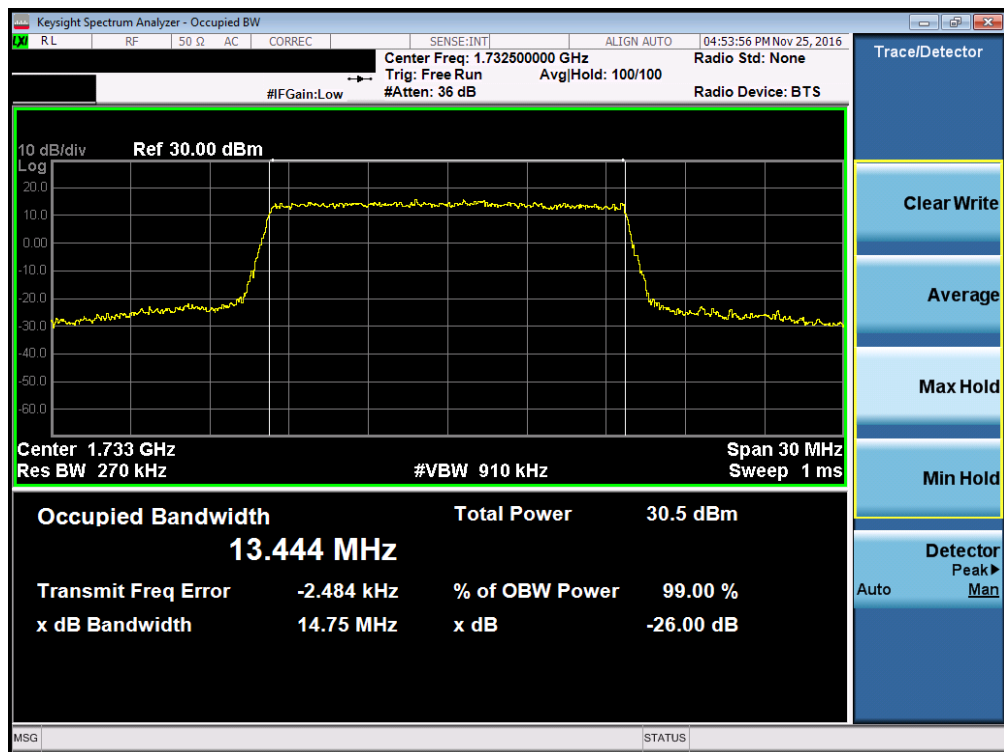 Keysight Spectrum Analyzer - Occupied BW
LXI RL RF 50 Ω AC CORREC SENSE:INT ALIGN AUTO 04:53:56 PM Nov 25, 2016
Center Freq: 1.732500000 GHz Radio Std: None
Trig: Free Run Avg|Hold: 100/100
#IFGain:Low #Atten: 36 dB Radio Device: BTS
10 dB/div Ref 30.00 dBm
Log
20.0
10.0
0.00
-10.0
-20.0
-30.0
-40.0
-50.0
-60.0
Center 1.733 GHz Span 30 MHz
Res BW 270 kHz #VBW 910 kHz Sweep 1 ms
Occupied Bandwidth Total Power 30.5 dBm
13.444 MHz
Transmit Freq Error -2.484 kHz % of OBW Power 99.00 %
x dB Bandwidth 14.75 MHz x dB -26.00 dB
MSG STATUS
Trace/Detector
Clear Write
Average
Max Hold
Min Hold
Detector
Peak▶
Auto Man